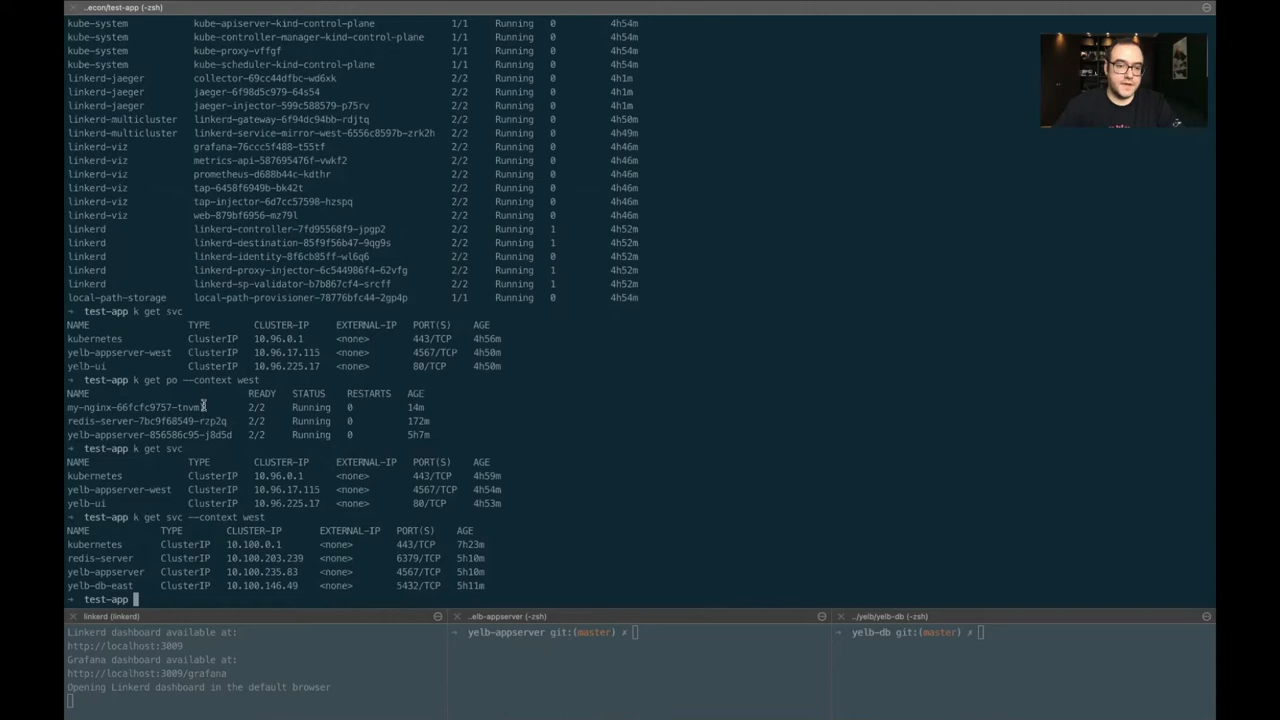 ..econ/test-app (-zsh)
kube-system kube-apiserver-kind-control-plane 1/1 Running 0 4h54m
kube-system kube-controller-manager-kind-control-plane 1/1 Running 0 4h54m
kube-system kube-proxy-vffgf 1/1 Running 0 4h54m
kube-system kube-scheduler-kind-control-plane 1/1 Running 0 4h54m
linkerd-jaeger collector-69cc44dfbc-wd6xk 2/2 Running 0 4h1m
linkerd-jaeger jaeger-6f98d5c979-64s54 2/2 Running 0 4h1m
linkerd-jaeger jaeger-injector-599c588579-p75rv 2/2 Running 0 4h1m
linkerd-multicluster linkerd-gateway-6f94dc94bb-rdjtq 2/2 Running 0 4h50m
linkerd-multicluster linkerd-service-mirror-west-6556c8597b-zrk2h 2/2 Running 0 4h49m
linkerd-viz grafana-76ccc5f488-t55tf 2/2 Running 0 4h46m
linkerd-viz metrics-api-587695476f-vwkf2 2/2 Running 0 4h46m
linkerd-viz prometheus-d688b44c-kdthr 2/2 Running 0 4h46m
linkerd-viz tap-6458f6949b-bk42t 2/2 Running 0 4h46m
linkerd-viz tap-injector-6d7cc57598-hzspq 2/2 Running 0 4h46m
linkerd-viz web-879bf6956-mz79l 2/2 Running 0 4h46m
linkerd linkerd-controller-7fd95568f9-jpgp2 2/2 Running 1 4h52m
linkerd linkerd-destination-85f9f56b47-9qg9s 2/2 Running 1 4h52m
linkerd linkerd-identity-8f6cb85ff-wl6q6 2/2 Running 0 4h52m
linkerd linkerd-proxy-injector-6c544986f4-62vfg 2/2 Running 1 4h52m
linkerd linkerd-sp-validator-b7b867cf4-srcff 2/2 Running 1 4h52m
local-path-storage local-path-provisioner-78776bfc44-2gp4p 1/1 Running 0 4h54m
→ test-app k get svc
NAME TYPE CLUSTER-IP EXTERNAL-IP PORT(S) AGE
kubernetes ClusterIP 10.96.0.1 <none> 443/TCP 4h56m
yelb-appserver-west ClusterIP 10.96.17.115 <none> 4567/TCP 4h50m
yelb-ui ClusterIP 10.96.225.17 <none> 80/TCP 4h50m
→ test-app k get po --context west
NAME READY STATUS RESTARTS AGE
2/2 Running 0 14m
redis-server-7bc9f68549-rzp2q 2/2 Running 0 172m
yelb-appserver-856586c95-j8d5d 2/2 Running 0 5h7m
→ test-app k get svc
NAME TYPE CLUSTER-IP EXTERNAL-IP PORT(S) AGE
kubernetes ClusterIP 10.96.0.1 <none> 443/TCP 4h59m
yelb-appserver-west ClusterIP 10.96.17.115 <none> 4567/TCP 4h54m
yelb-ui ClusterIP 10.96.225.17 <none> 80/TCP 4h53m
→ test-app k get svc --context west
NAME TYPE CLUSTER-IP EXTERNAL-IP PORT(S) AGE
kubernetes ClusterIP 10.100.0.1 <none> 443/TCP 7h23m
redis-server ClusterIP 10.100.203.239 <none> 6379/TCP 5h10m
yelb-appserver ClusterIP 10.100.235.83 <none> 4567/TCP 5h10m
yelb-db-east ClusterIP 10.100.146.49 <none> 5432/TCP 5h11m
→ test-app
linkerd (linkerd)
Linkerd dashboard available at:
http://localhost:3009
Grafana dashboard available at:
http://localhost:3009/grafana
Opening Linkerd dashboard in the default browser
..elb-appserver (-zsh)
→ yelb-appserver git:(master) ✗
../yelb/yelb-db (-zsh)
→ yelb-db git:(master) ✗